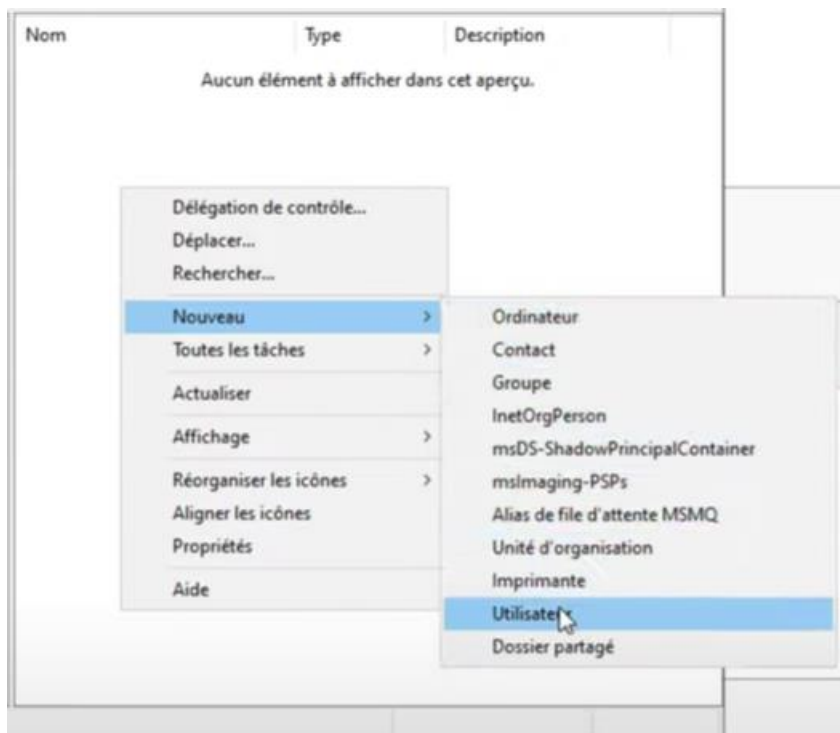 Nom Type Description
Aucun élément à afficher dans cet aperçu.
Délégation de contrôle...
Déplacer...
Rechercher...
Nouveau
Toutes les tâches
Actualiser
Affichage
Réorganiser les icônes
Aligner les icônes
Propriétés
Aide
Ordinateur
Contact
Groupe
InetOrgPerson
msDS-ShadowPrincipalContainer
msImaging-PSPs
Alias de file d'attente MSMQ
Unité d'organisation
Imprimante
Utilisateur
Dossier partagé